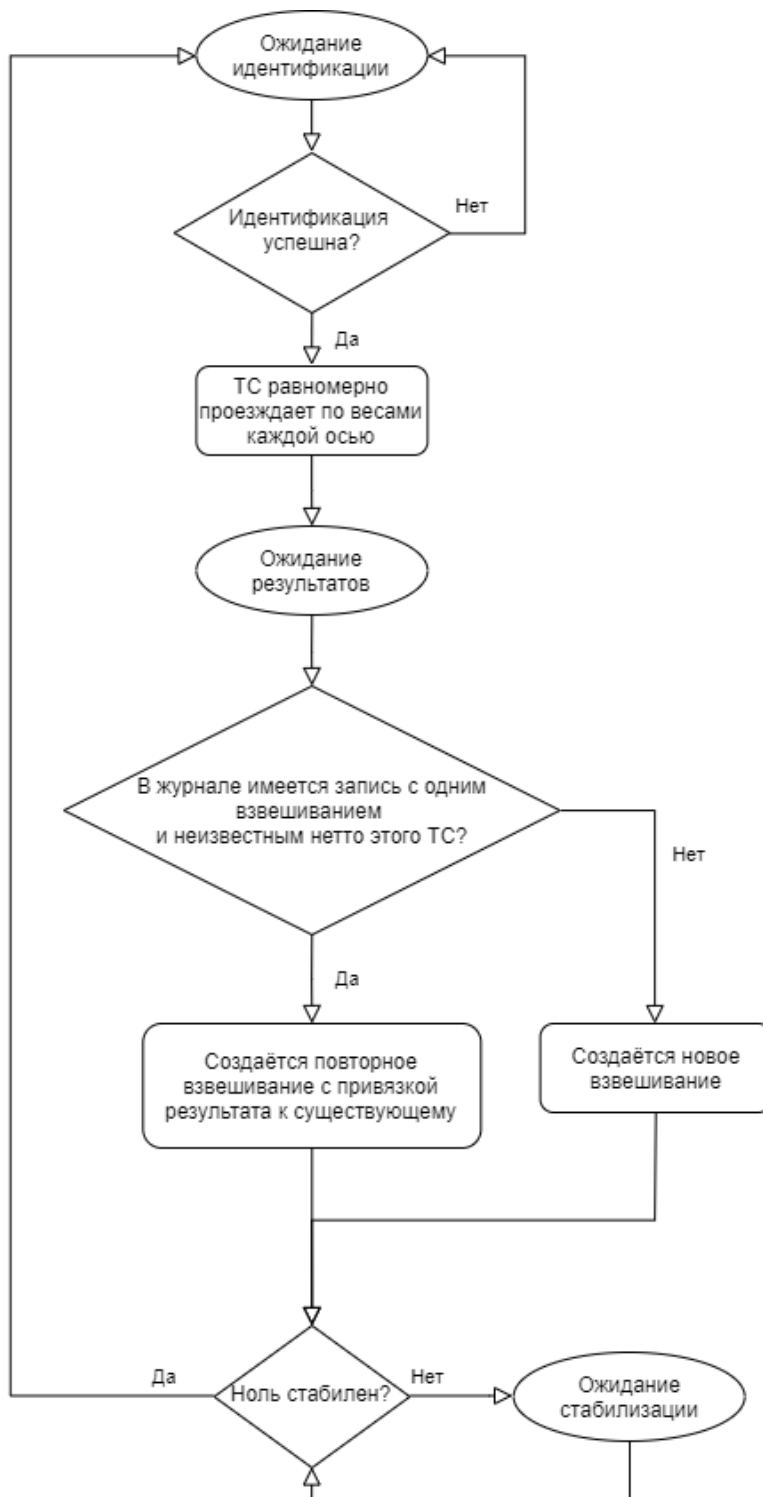 Ожидание
идентификации
Идентификация
успешна?
Нет
Да
ТС равномерно
проезждает по весами
каждой осью
Ожидание
результатов
В журнале имеется запись с одним
взвешиванием
и неизвестным нетто этого ТС?
Нет
Да
Создаётся повторное
взвешивание с привязкой
результата к существующему
Создаётся новое
взвешивание
Да
Ноль стабилен?
Нет
Ожидание
стабилизации